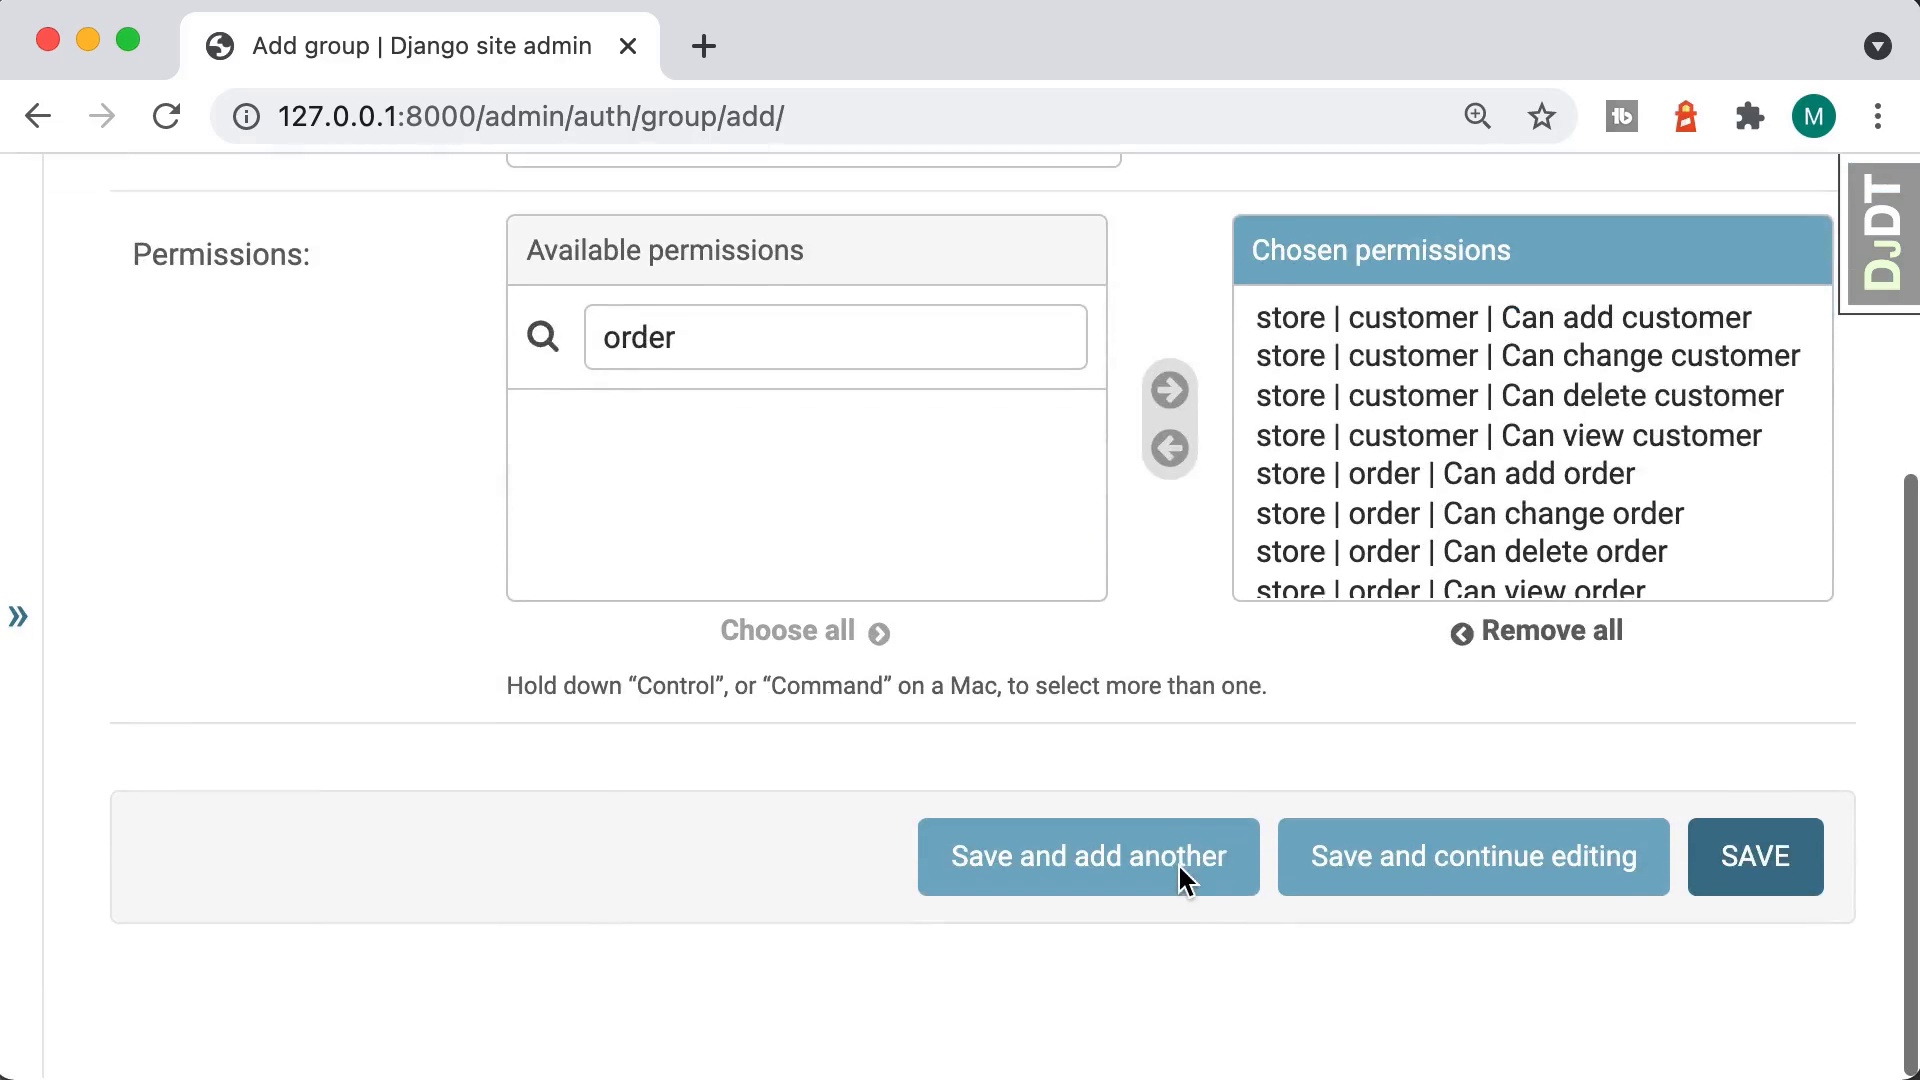 Add group | Django site admin
127.0.0.1:8000/admin/auth/group/add/
tb
M
DJDT
Permissions:
Available permissions
order
Choose all
Chosen permissions
store | customer | Can add customer
store | customer | Can change customer
store | customer | Can delete customer
store | customer | Can view customer
store | order | Can add order
store | order | Can change order
store | order | Can delete order
store | order | Can view order
Remove all
Hold down “Control”, or “Command” on a Mac, to select more than one.
Save and add another
Save and continue editing
SAVE